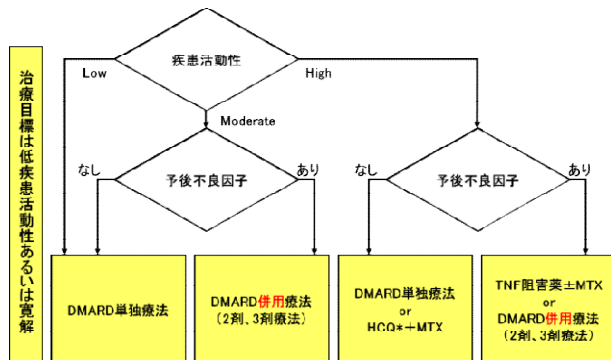 治療目標は低疾患活動性あるいは寛解
疾患活動性
Low
High
Moderate
なし
予後不良因子
あり
なし
予後不良因子
あり
DMARD単独療法
DMARD併用療法
(2剤、3剤療法)
DMARD単独療法
or
HCQ*+MTX
TNF阻害薬±MTX
or
DMARD併用療法
(2剤、3剤療法)